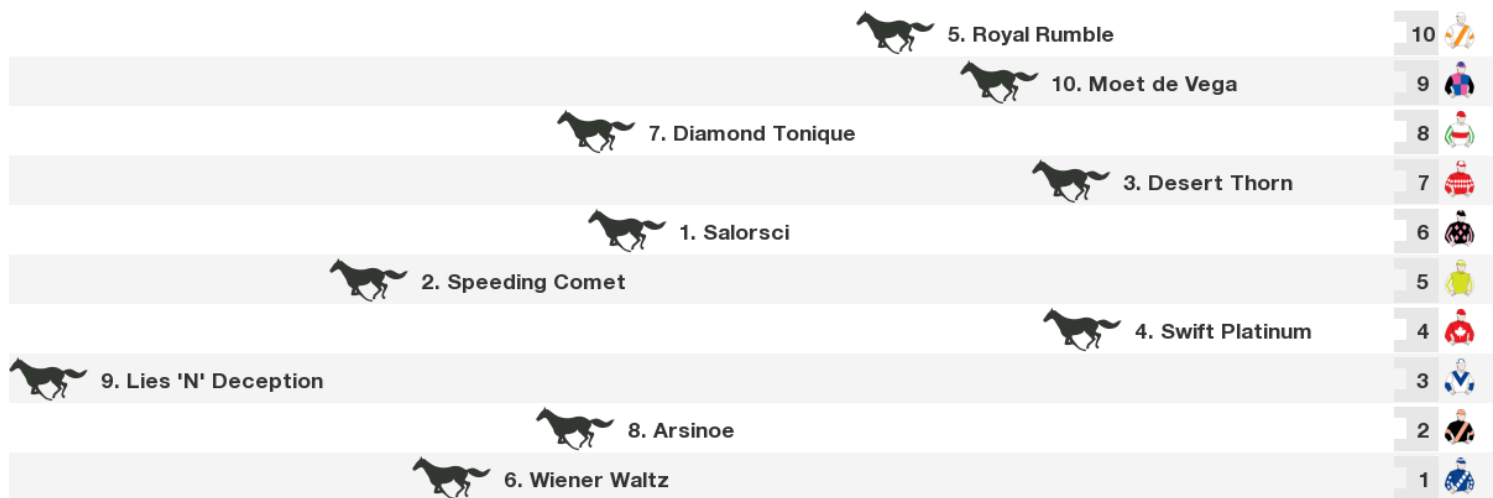 5. Royal Rumble 10
10. Moet de Vega 9
7. Diamond Tonique 8
3. Desert Thorn 7
1. Salorsci 6
2. Speeding Comet 5
4. Swift Platinum 4
9. Lies 'N' Deception 3
8. Arsinoe 2
6. Wiener Waltz 1